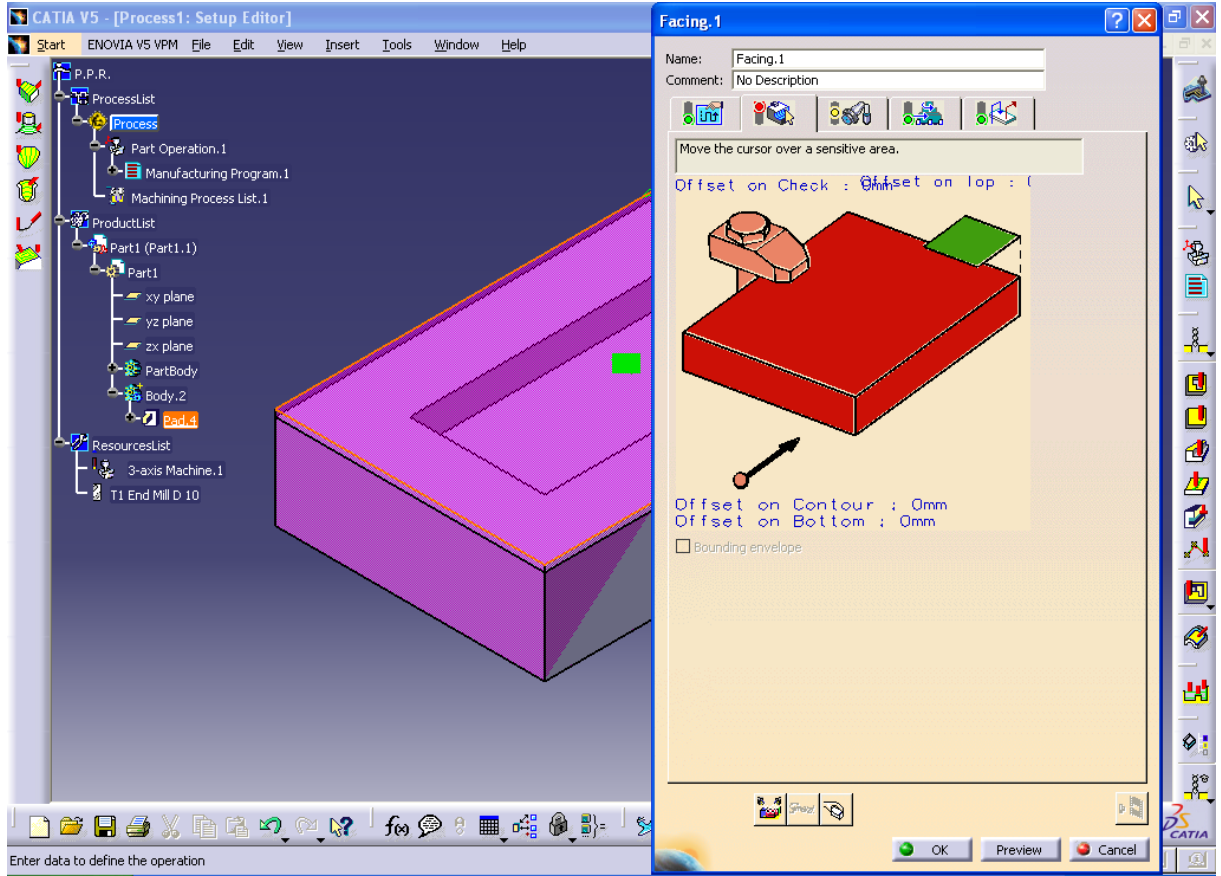 CATIA V5 - [Process1: Setup Editor]
Start ENOVIA V5 VPM File Edit View Insert Tools Window Help
P.P.R.
ProcessList
Process
Part Operation.1
Manufacturing Program.1
Machining Process List.1
ProductList
Part1 (Part1.1)
Part1
xy plane
yz plane
zx plane
PartBody
Body.2
Pad.4
ResourcesList
3-axis Machine.1
T1 End Mill D 10
Facing.1
Name: Facing.1
Comment: No Description
Move the cursor over a sensitive area.
Offset on Check : 0mm
Offset on Top : (
Offset on Contour : 0mm
Offset on Bottom : 0mm
Bounding envelope
OK Preview Cancel
f(x)
CATIA
Enter data to define the operation